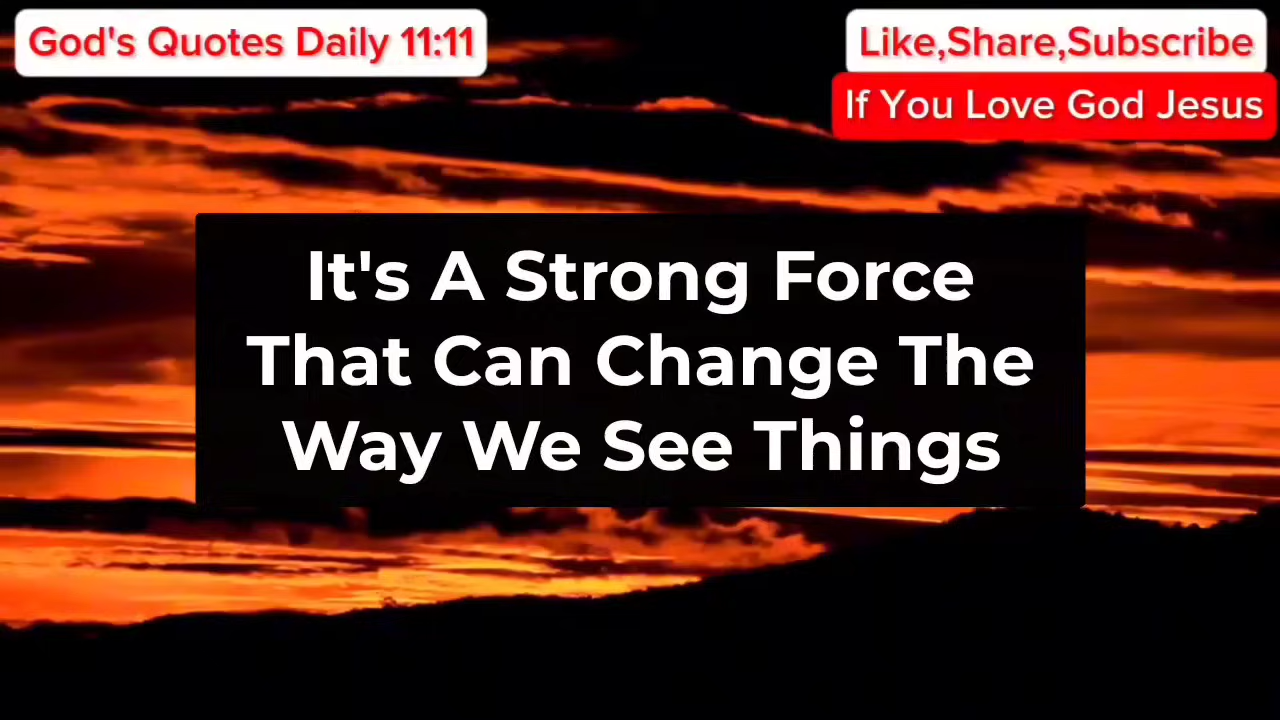 God's Quotes Daily 11:11
Like,Share,Subscribe
If You Love God Jesus
It's A Strong Force
That Can Change The
Way We See Things